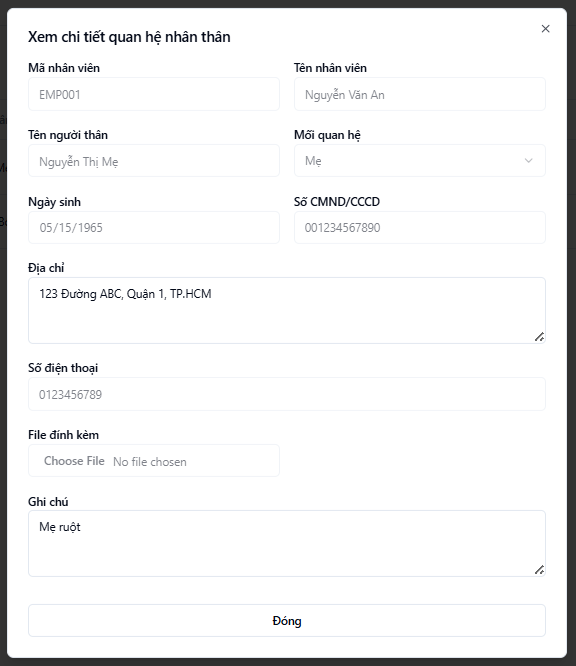 Xem chi tiết quan hệ nhân thân
Mã nhân viên
Tên nhân viên
EMP001
Nguyễn Văn An
Tên người thân
Mối quan hệ
Nguyễn Thị Mẹ
Mẹ
Ngày sinh
Số CMND/CCCD
05/15/1965
001234567890
Địa chỉ
123 Đường ABC, Quận 1, TP.HCM
Số điện thoại
0123456789
File đính kèm
Choose File No file chosen
Ghi chú
Mẹ ruột
Đóng